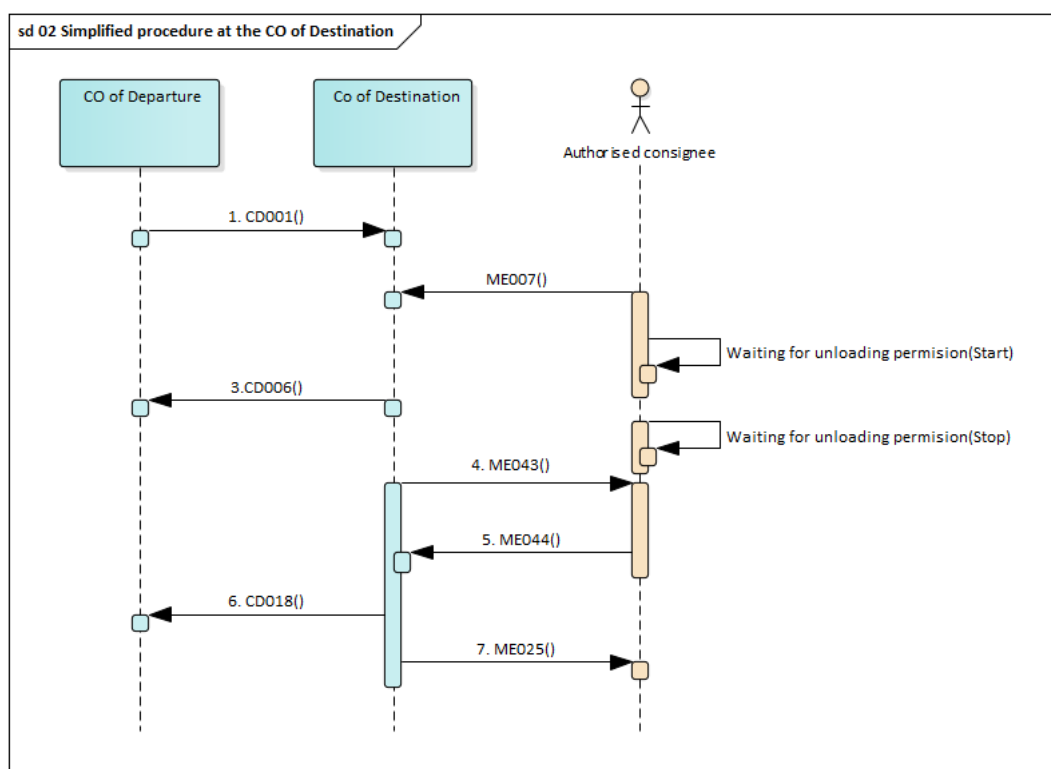 sd 02 Simplified procedure at the CO of Destination
CO of Departure
Co of Destination
Authorised consignee
1. CD001()
ME007()
Waiting for unloading permision(Start)
3.CD006()
Waiting for unloading permision(Stop)
4. ME043()
5. ME044()
6. CD018()
7. ME025()